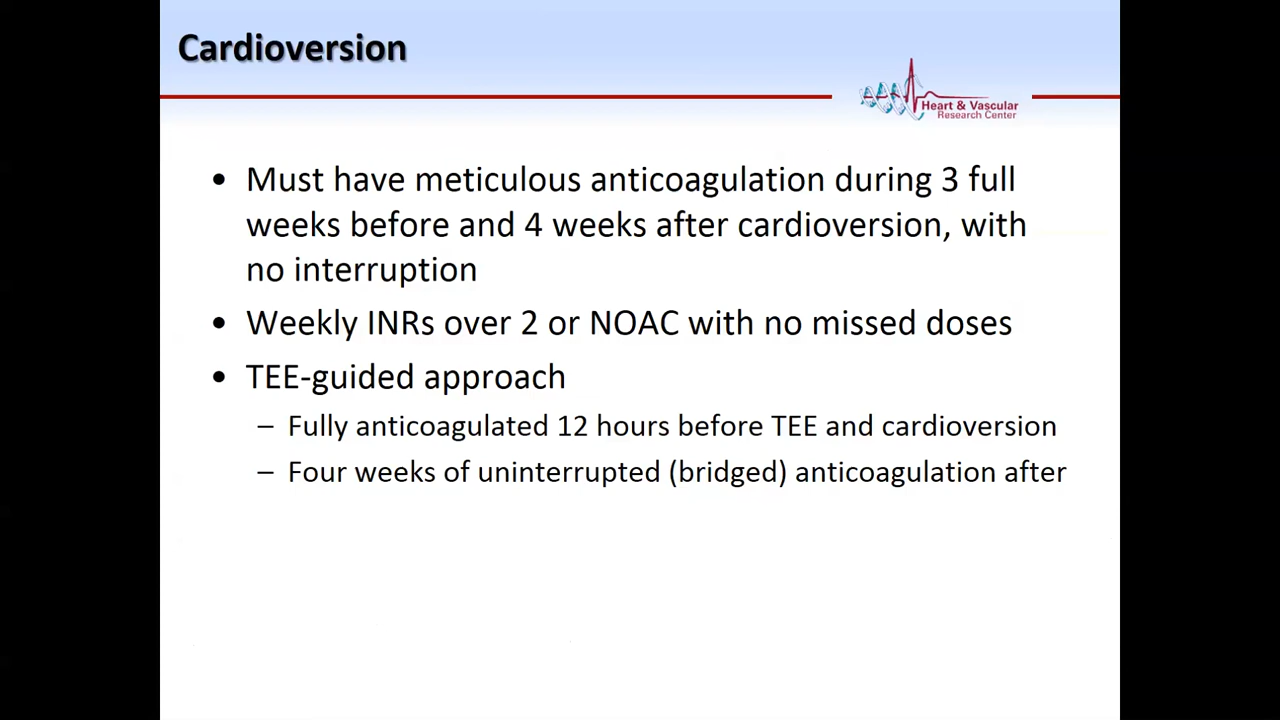 Cardioversion
Heart & Vascular
Research Center
• Must have meticulous anticoagulation during 3 full
weeks before and 4 weeks after cardioversion, with
no interruption
• Weekly INRs over 2 or NOAC with no missed doses
• TEE-guided approach
– Fully anticoagulated 12 hours before TEE and cardioversion
– Four weeks of uninterrupted (bridged) anticoagulation after